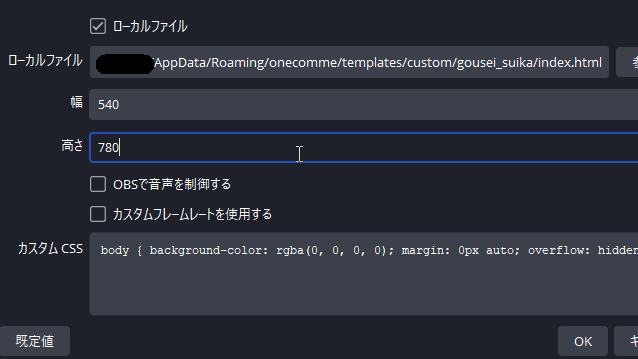 ローカルファイル
ローカルファイル /AppData/Roaming/onecomme/templates/custom/gousei_suika/index.html
幅 540
高さ 780
OBSで音声を制御する
カスタムフレームレートを使用する
カスタム CSS body { background-color: rgba(0, 0, 0, 0); margin: 0px auto; overflow: hidden
既定値 OK キ